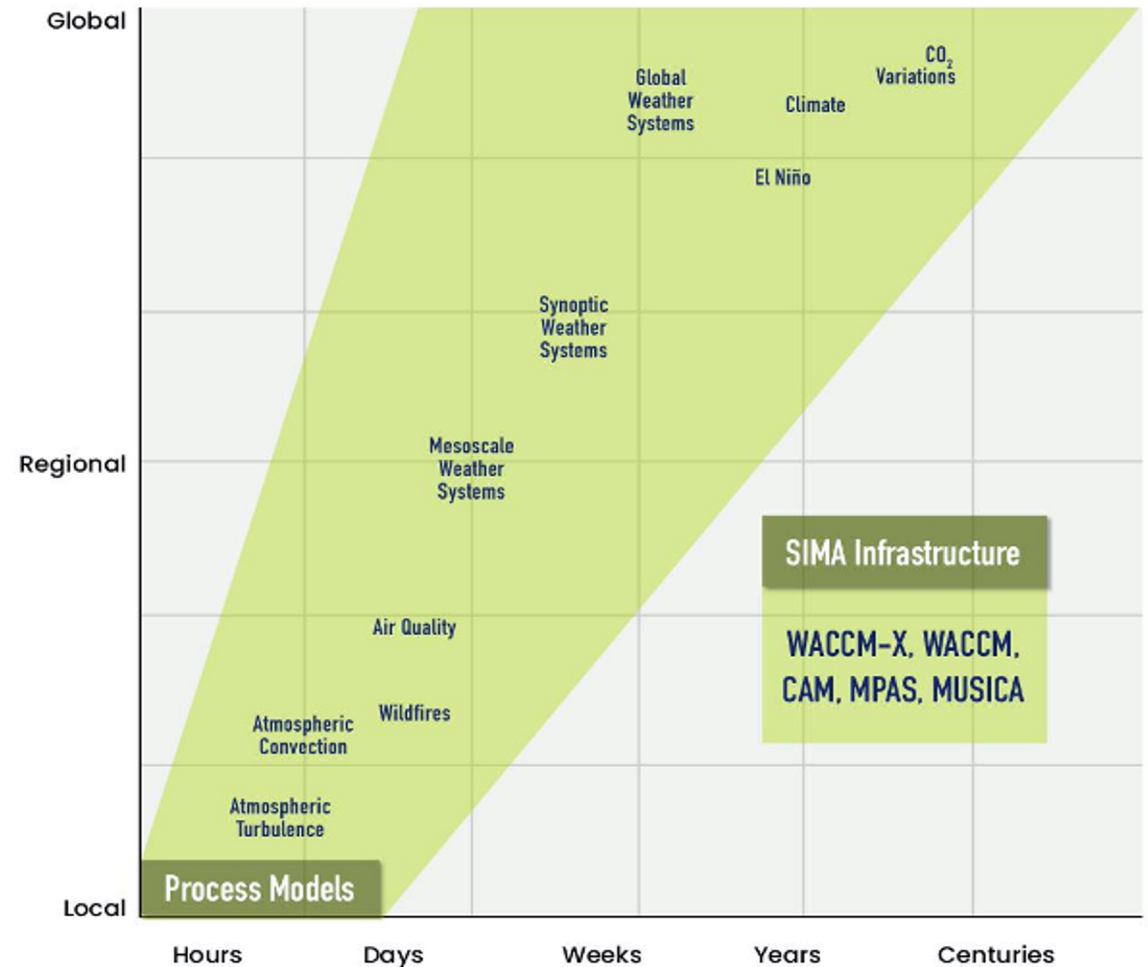 Global
CO₂
Variations
Global
Weather
Systems
Climate
El Niño
Synoptic
Weather
Systems
Regional
Mesoscale
Weather
Systems
SIMA Infrastructure
WACCM-X, WACCM,
CAM, MPAS, MUSICA
Air Quality
Wildfires
Atmospheric
Convection
Atmospheric
Turbulence
Process Models
Local
Hours
Days
Weeks
Years
Centuries